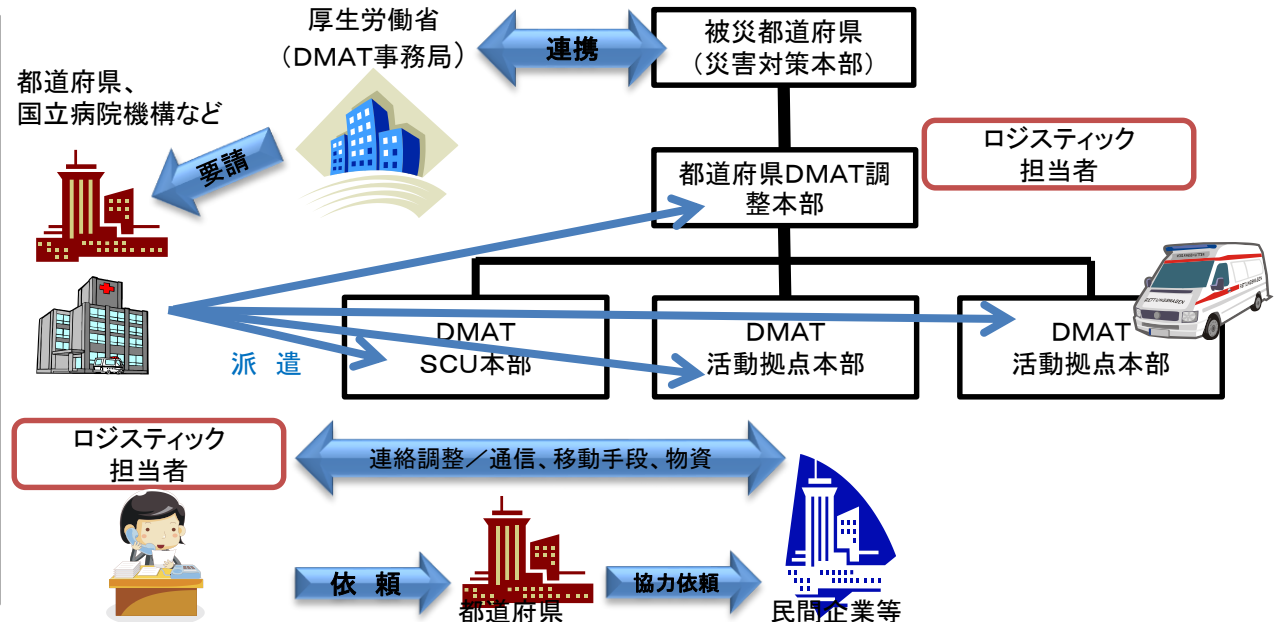 厚生労働省
（DMAT事務局）
連携
被災都道府県
（災害対策本部）
都道府県、
国立病院機構など
要請
ロジスティック
担当者
都道府県DMAT調
整本部
DMAT
SCU本部
DMAT
活動拠点本部
DMAT
活動拠点本部
RETTUNGSWAGEN
派 遣
ロジスティック
担当者
連絡調整／通信、移動手段、物資
依 頼
都道府県
協力依頼
民間企業等